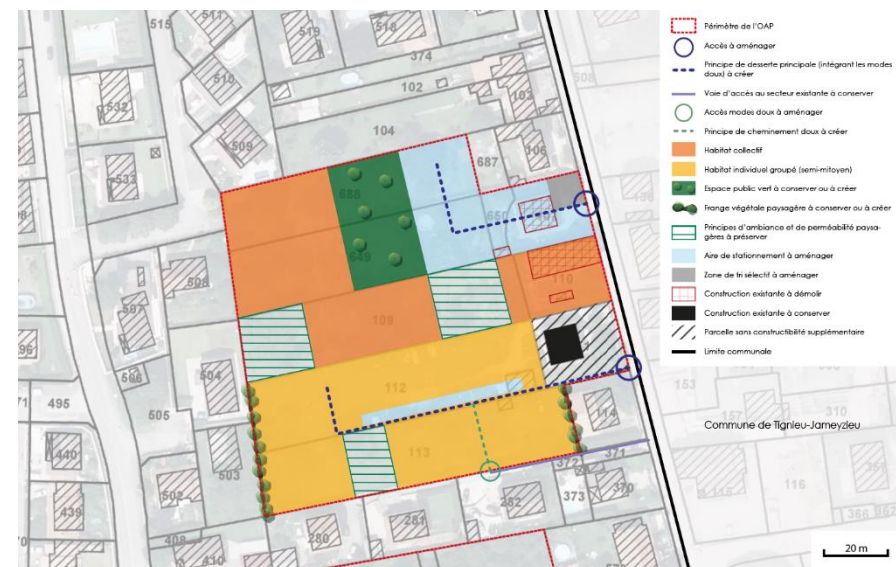 515
511
519
518
374
102
103
510
532
104
509
106
533
687
688
650
649
110
508
507
109
496
506
504
112
495
505
114
113
440
503
371
372
502
373
370
282
439
281
408
280
410
153
157
310
115
116
366
Périmètre de l'OAP
Accès à aménager
Principe de desserte principale (intégrant les modes
doux) à créer
Voie d'accès au secteur existante à conserver
Accès modes doux à aménager
Principe de cheminement doux à créer
Habitat collectif
Habitat individuel groupé (semi-mitoyen)
Espace public vert à conserver ou à créer
Frange végétale paysagère à conserver ou à créer
Principes d'ambiance et de perméabilité paysa-
gères à préserver
Aire de stationnement à aménager
Zone de tri sélectif à aménager
Construction existante à démolir
Construction existante à conserver
Parcelle sans constructibilité supplémentaire
Limite communale
Commune de Tignieu-Jameyzieu
20 m